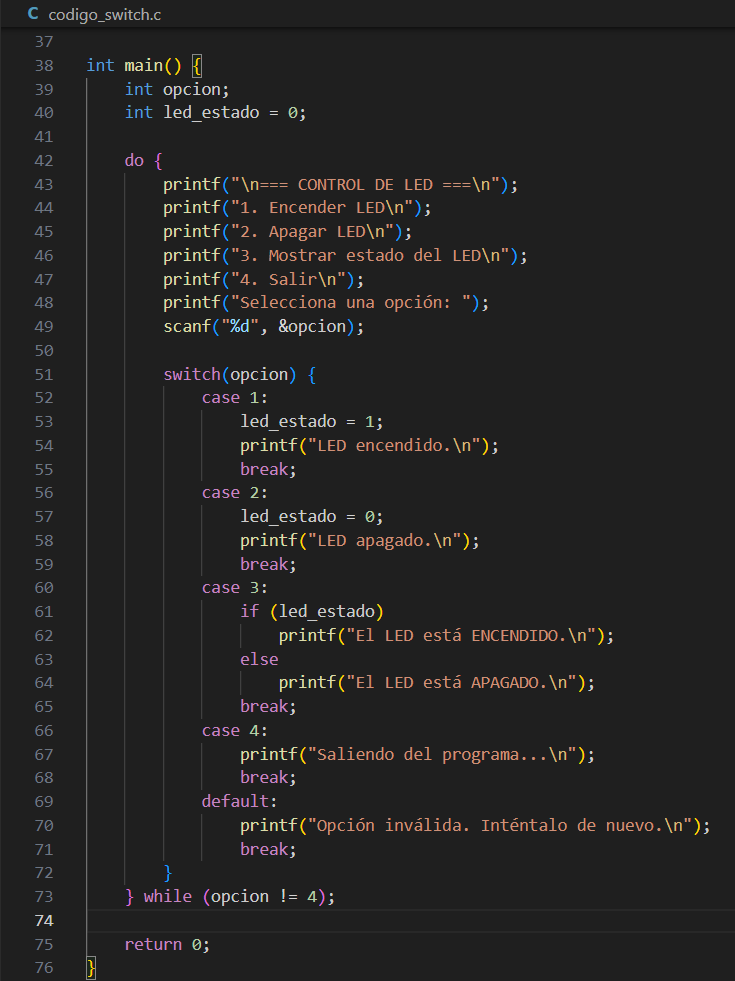 C codigo_switch.c
37
38 int main() {
39     int opcion;
40     int led_estado = 0;
41
42     do {
43         printf("\n=== CONTROL DE LED ===\n");
44         printf("1. Encender LED\n");
45         printf("2. Apagar LED\n");
46         printf("3. Mostrar estado del LED\n");
47         printf("4. Salir\n");
48         printf("Selecciona una opción: ");
49         scanf("%d", &opcion);
50
51         switch(opcion) {
52             case 1:
53                 led_estado = 1;
54                 printf("LED encendido.\n");
55                 break;
56             case 2:
57                 led_estado = 0;
58                 printf("LED apagado.\n");
59                 break;
60             case 3:
61                 if (led_estado)
62                     printf("El LED está ENCENDIDO.\n");
63                 else
64                     printf("El LED está APAGADO.\n");
65                 break;
66             case 4:
67                 printf("Saliendo del programa...\n");
68                 break;
69             default:
70                 printf("Opción inválida. Inténtalo de nuevo.\n");
71                 break;
72         }
73     } while (opcion != 4);
74
75     return 0;
76 }